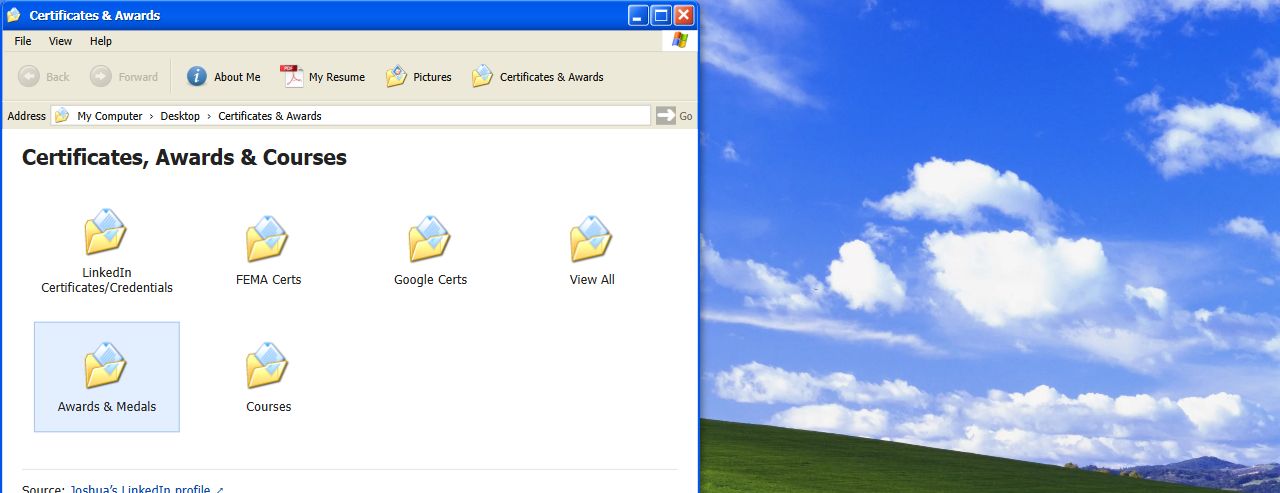 Certificates & Awards
File View Help
Back Forward About Me PDF My Resume Pictures Certificates & Awards
Address My Computer › Desktop › Certificates & Awards Go
Certificates, Awards & Courses
LinkedIn
Certificates/Credentials
FEMA Certs
Google Certs
View All
Awards & Medals
Courses
Source: Joshua's LinkedIn profile ↗